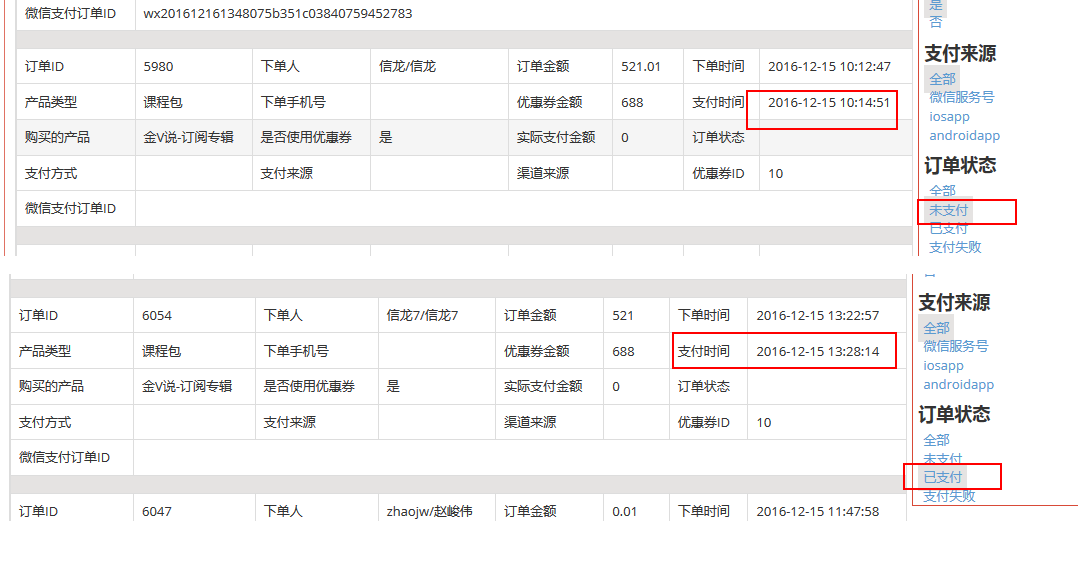 微信支付订单ID wx201612161348075b351c03840759452783
订单ID 5980 下单人 信龙/信龙 订单金额 521.01 下单时间 2016-12-15 10:12:47
产品类型 课程包 下单手机号 优惠券金额 688 支付时间 2016-12-15 10:14:51
购买的产品 金V说-订阅专辑 是否使用优惠券 是 实际支付金额 0 订单状态
支付方式 支付来源 渠道来源 优惠券ID 10
微信支付订单ID
是
否
支付来源
全部
微信服务号
iosapp
androidapp
订单状态
全部
未支付
已支付
支付失败
订单ID 6054 下单人 信龙7/信龙7 订单金额 521 下单时间 2016-12-15 13:22:57
产品类型 课程包 下单手机号 优惠券金额 688 支付时间 2016-12-15 13:28:14
购买的产品 金V说-订阅专辑 是否使用优惠券 是 实际支付金额 0 订单状态
支付方式 支付来源 渠道来源 优惠券ID 10
微信支付订单ID
订单ID 6047 下单人 zhaojw/赵峻伟 订单金额 0.01 下单时间 2016-12-15 11:47:58
支付来源
全部
微信服务号
iosapp
androidapp
订单状态
全部
未支付
已支付
支付失败